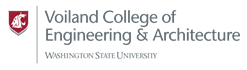 Voiland College of
Engineering & Architecture
WASHINGTON STATE UNIVERSITY